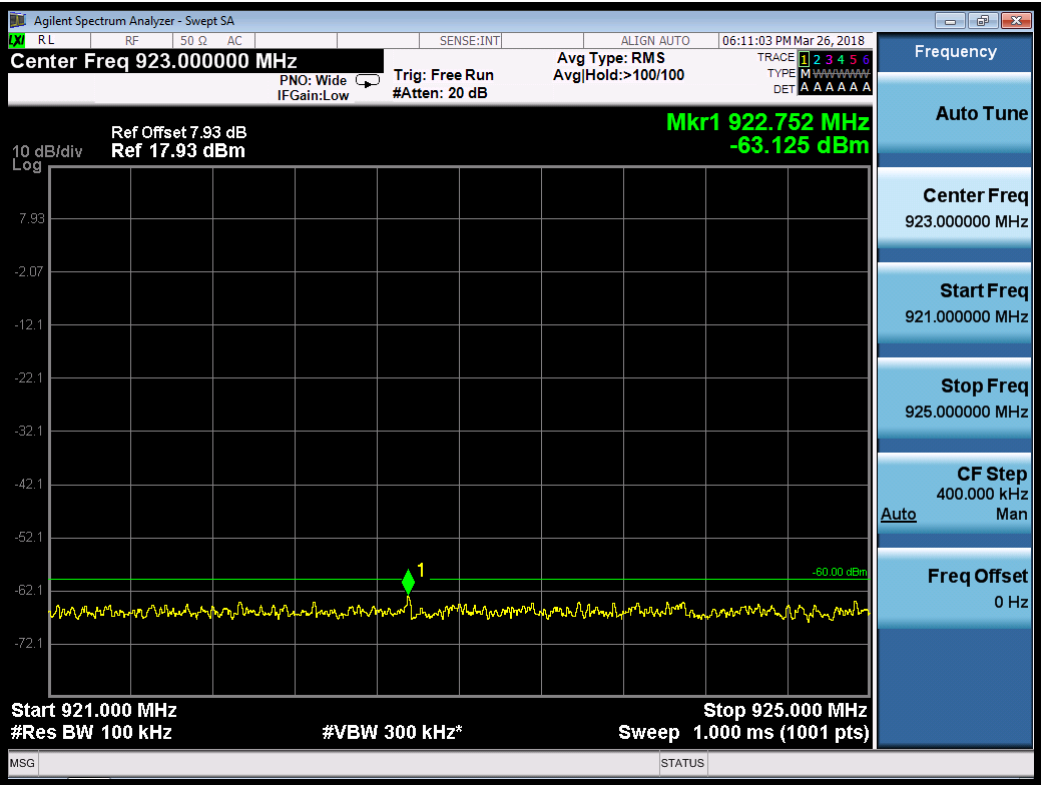 Agilent Spectrum Analyzer - Swept SA
LXI RL RF 50 Ω AC SENSE:INT ALIGN AUTO 06:11:03 PM Mar 26, 2018
Center Freq 923.000000 MHz
PNO: Wide
IFGain:Low
Trig: Free Run
#Atten: 20 dB
Avg Type: RMS
Avg|Hold:>100/100
TRACE 1 2 3 4 5 6
TYPE M WWWWW
DET A A A A A A
Mkr1 922.752 MHz
-63.125 dBm
Ref Offset 7.93 dB
10 dB/div Ref 17.93 dBm
Log
7.93
-2.07
-12.1
-22.1
-32.1
-42.1
-52.1
-62.1
-72.1
1
-60.00 dBm
Start 921.000 MHz Stop 925.000 MHz
#Res BW 100 kHz #VBW 300 kHz* Sweep 1.000 ms (1001 pts)
MSG STATUS
Frequency
Auto Tune
Center Freq
923.000000 MHz
Start Freq
921.000000 MHz
Stop Freq
925.000000 MHz
CF Step
400.000 kHz
Auto Man
Freq Offset
0 Hz